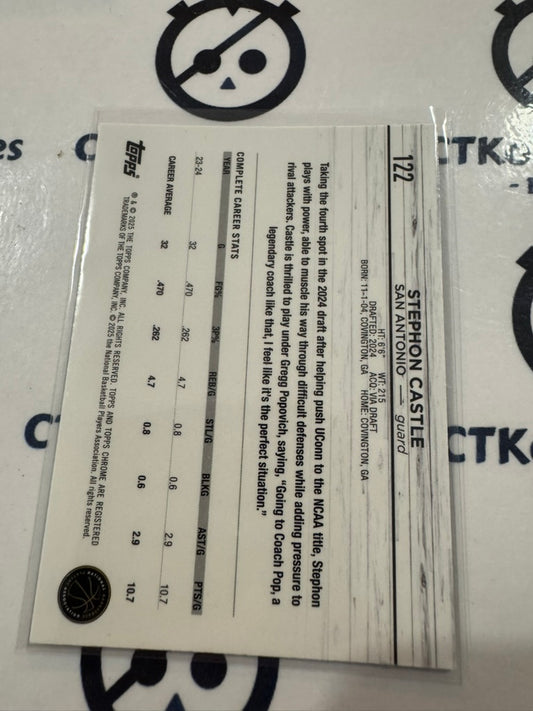 122
STEPHON CASTLE
SAN ANTONIO — guard
HT: 6'6" WT: 215
DRAFTED: 2024 ACQ: VIA DRAFT
BORN: 11-1-04, COVINGTON, GA HOME: COVINGTON, GA
Taking the fourth spot in the 2024 draft after helping push UConn to the NCAA title, Stephon
plays with power, able to muscle his way through difficult defenses while adding pressure to
rival attackers. Castle is thrilled to play under Gregg Popovich, saying, "Going to Coach Pop, a
legendary coach like that, I feel like it's the perfect situation."
COMPLETE CAREER STATS
YEAR G FG% 3P% REB/G STL/G BLKG AST/G PTS/G
23-24 32 .470 .262 4.7 0.8 0.6 2.9 10.7
CAREER AVERAGE 32 .470 .262 4.7 0.8 0.6 2.9 10.7
topps
® & © 2025 THE TOPPS COMPANY, INC. ALL RIGHTS RESERVED. TOPPS AND TOPPS CHROME ARE REGISTERED
TRADEMARKS OF THE TOPPS COMPANY, INC. © 2025 the National Basketball Players Association. All rights reserved.
es
C
CTK
CTK
C